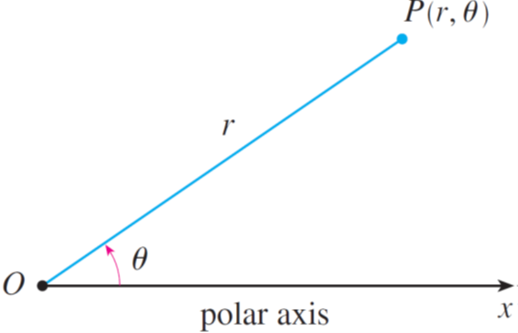 P(r, θ)
r
θ
O
x
polar axis